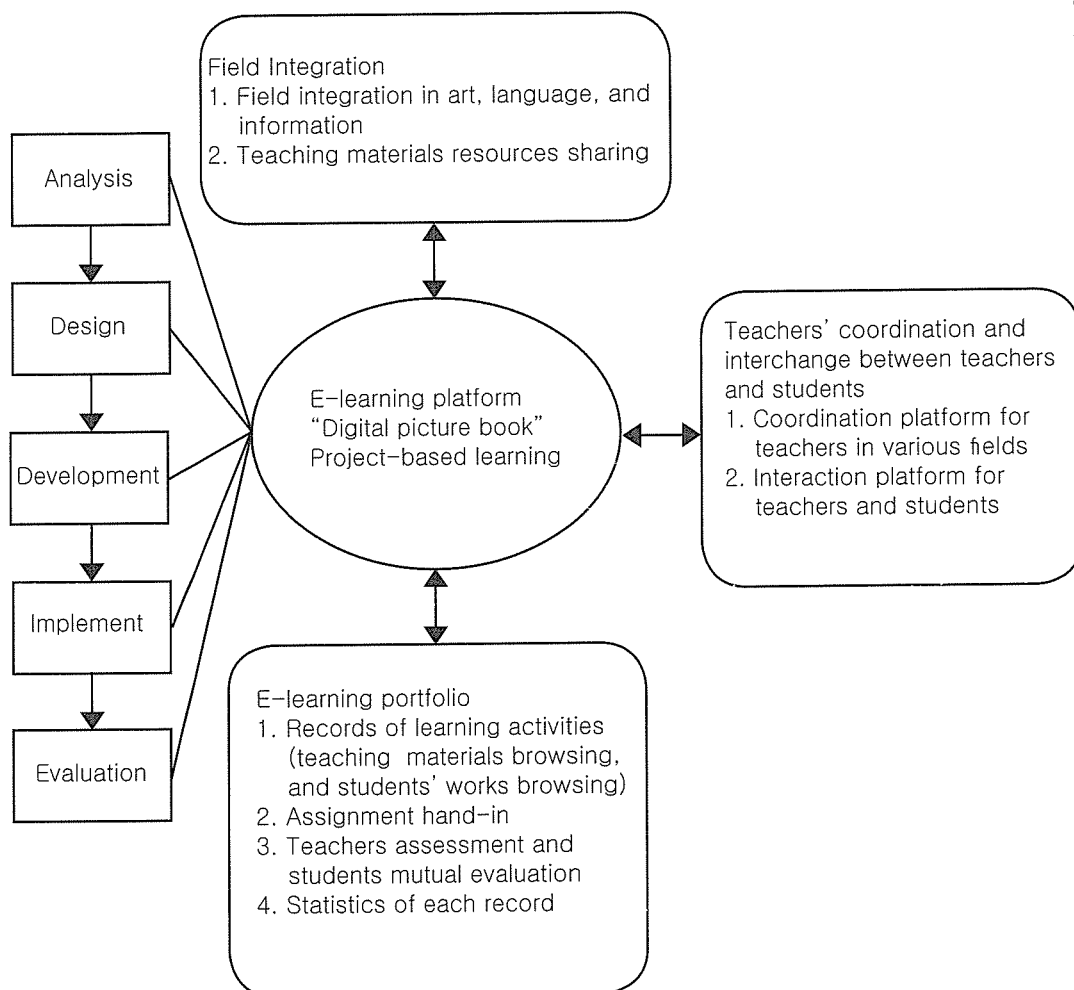 Field Integration
1. Field integration in art, language, and
information
2. Teaching materials resources sharing
Analysis
Design
Development
Implement
Evaluation
E-learning platform
“Digital picture book”
Project-based learning
Teachers’ coordination and
interchange between teachers
and students
1. Coordination platform for
teachers in various fields
2. Interaction platform for
teachers and students
E-learning portfolio
1. Records of learning activities
(teaching materials browsing,
and students’ works browsing)
2. Assignment hand-in
3. Teachers assessment and
students mutual evaluation
4. Statistics of each record